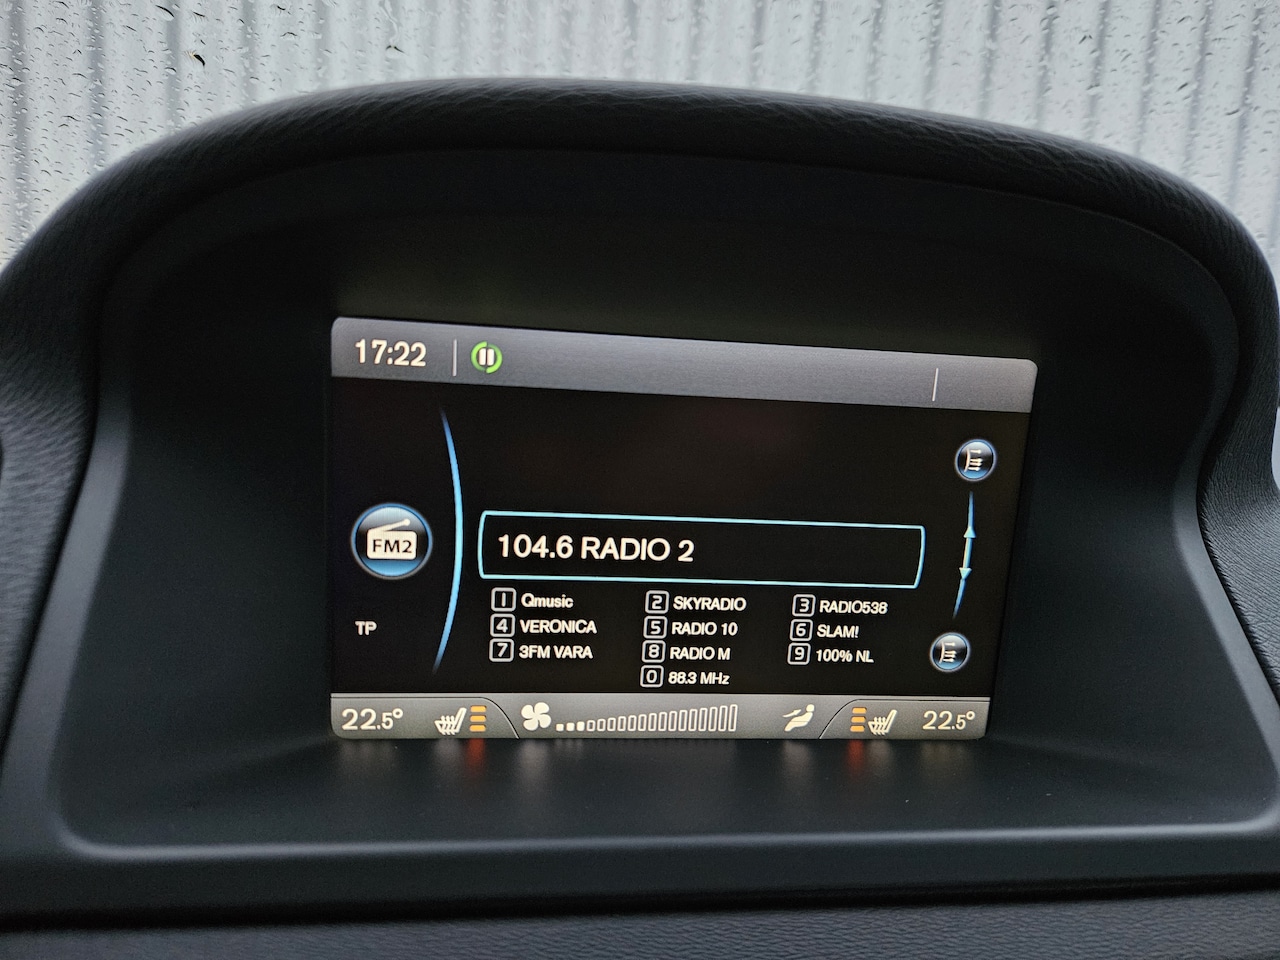 17:22
FM2
TP
104.6 RADIO 2
1 Qmusic 2 SKYRADIO 3 RADIO538
4 VERONICA 5 RADIO 10 6 SLAM!
7 3FM VARA 8 RADIO M 9 100% NL
0 88.3 MHz
22.5° 22.5°